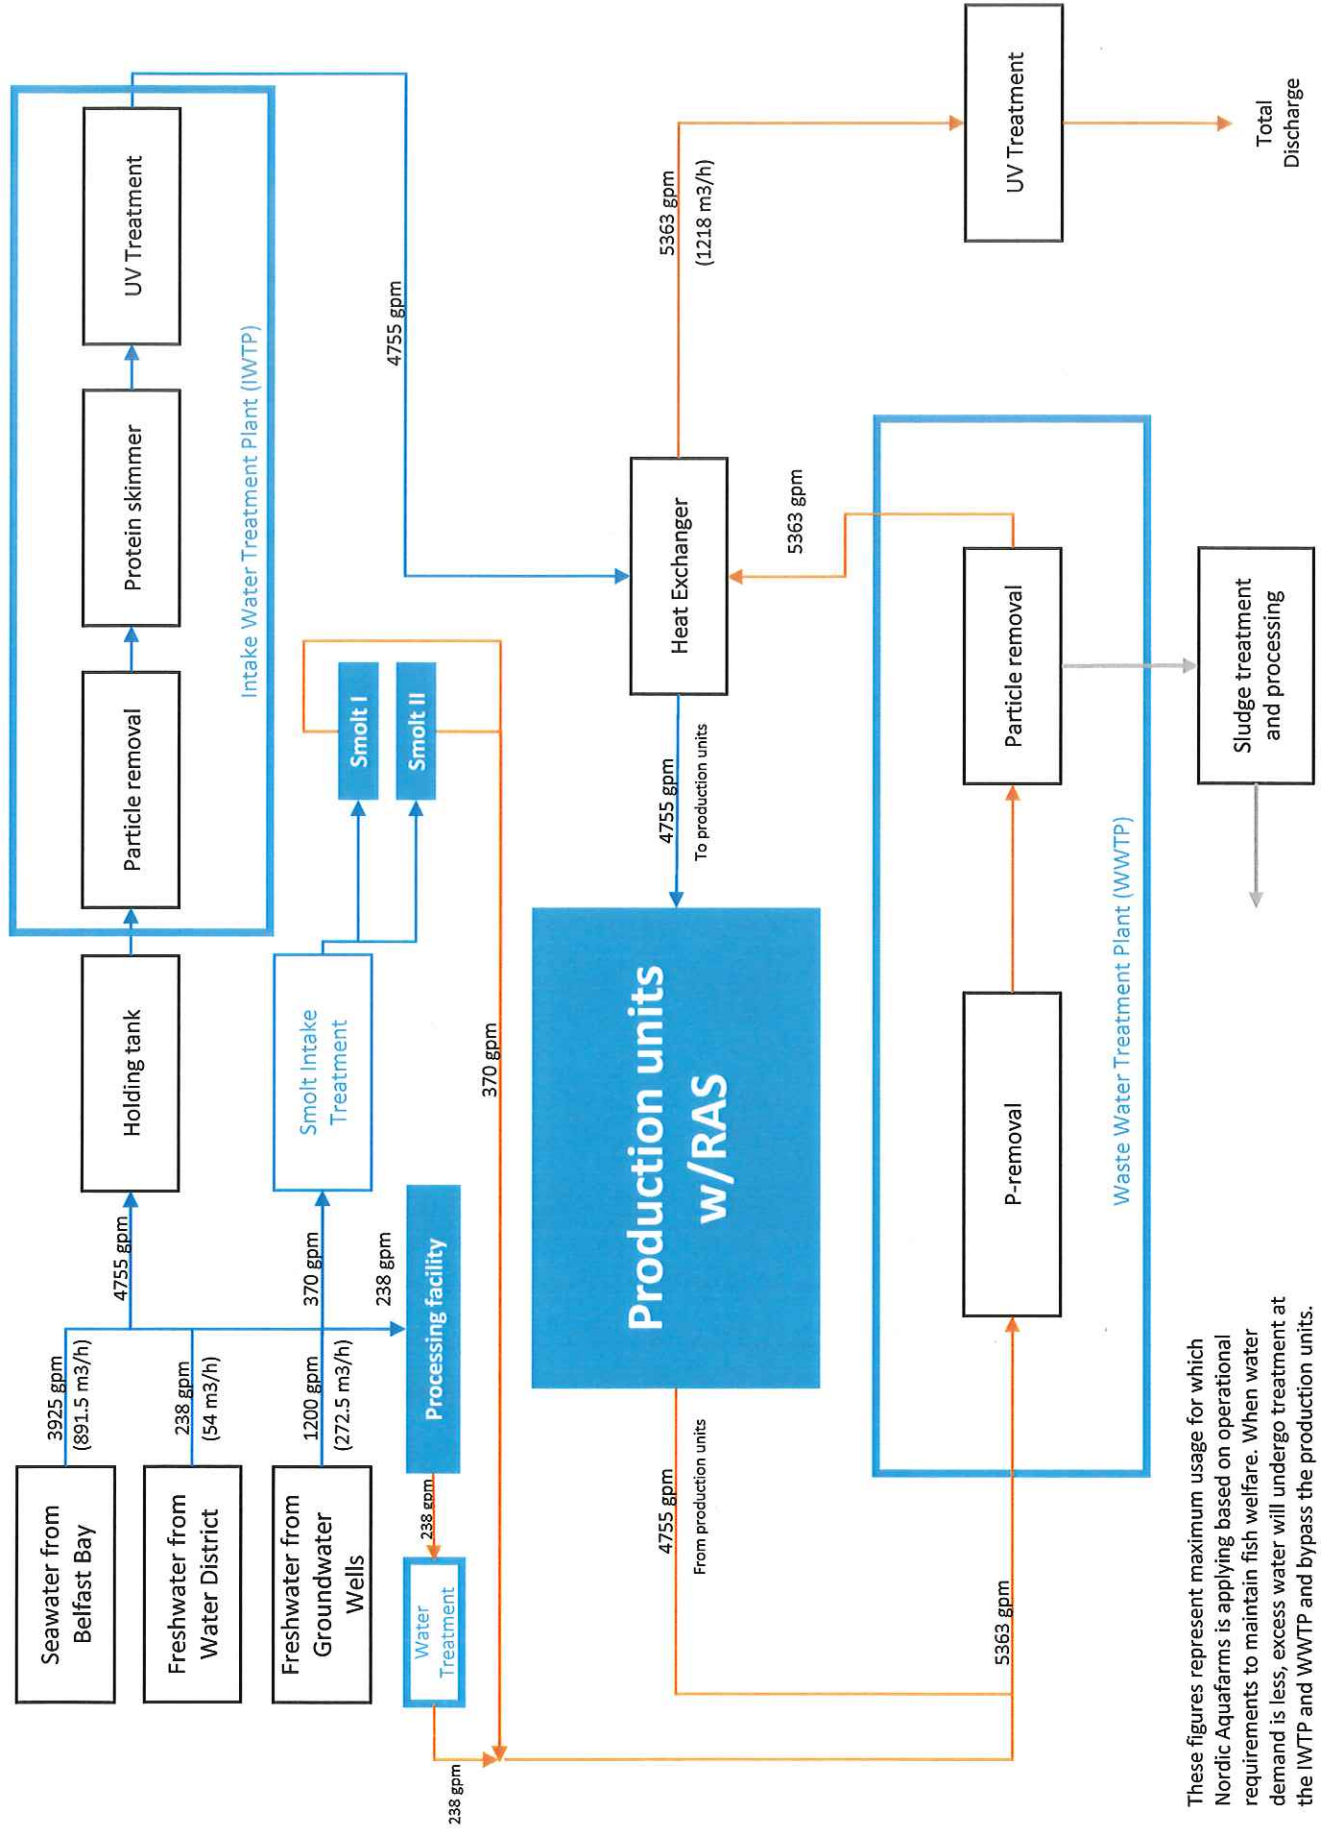 Seawater from
Belfast Bay
3925 gpm
(891.5 m3/h)
Freshwater from
Water District
238 gpm
(54 m3/h)
Freshwater from
Groundwater
Wells
1200 gpm
(272.5 m3/h)
4755 gpm
370 gpm
238 gpm
Holding tank
Particle removal
Protein skimmer
UV Treatment
Intake Water Treatment Plant (IWTP)
Smolt Intake
Treatment
Smolt I
Smolt II
Processing facility
238 gpm
Water
Treatment
238 gpm
370 gpm
4755 gpm
Heat Exchanger
4755 gpm
To production units
Production units
w/RAS
4755 gpm
From production units
5363 gpm
P-removal
Particle removal
Waste Water Treatment Plant (WWTP)
5363 gpm
Sludge treatment
and processing
5363 gpm
(1218 m3/h)
UV Treatment
Total
Discharge
These figures represent maximum usage for which
Nordic Aquafarms is applying based on operational
requirements to maintain fish welfare. When water
demand is less, excess water will undergo treatment at
the IWTP and WWTP and bypass the production units.